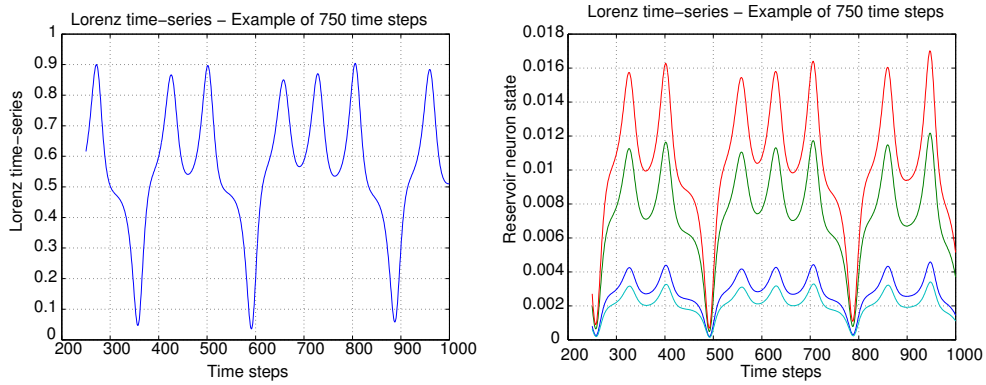 Lorenz time−series − Example of 750 time steps
Lorenz time−series
1
0.9
0.8
0.7
0.6
0.5
0.4
0.3
0.2
0.1
0
200 300 400 500 600 700 800 900 1000
Time steps
Lorenz time−series − Example of 750 time steps
Reservoir neuron state
0.018
0.016
0.014
0.012
0.01
0.008
0.006
0.004
0.002
0
200 300 400 500 600 700 800 900 1000
Time steps